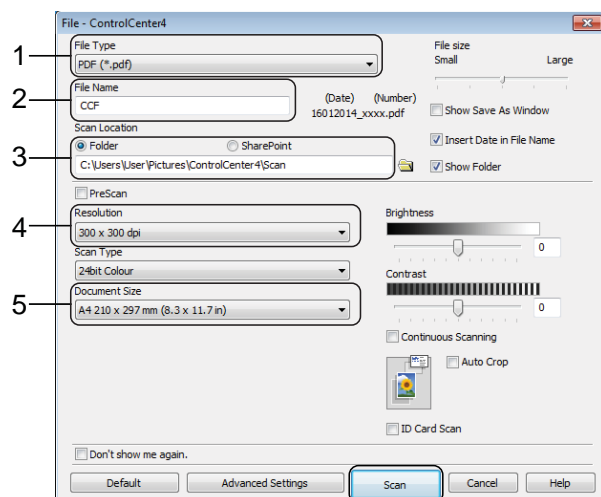 File - ControlCenter4
1
File Type
PDF (*.pdf)
File size
Small Large
2
File Name
CCF
(Date) (Number)
16012014_xxxx.pdf
Show Save As Window
Scan Location
Insert Date in File Name
3
Folder SharePoint
C:\Users\User\Pictures\ControlCenter4\Scan
Show Folder
PreScan
4
Resolution
300 x 300 dpi
Brightness
0
Scan Type
24bit Colour
Contrast
0
5
Document Size
A4 210 x 297 mm (8.3 x 11.7 in)
Continuous Scanning
Auto Crop
ID Card Scan
Don't show me again.
Default Advanced Settings Scan Cancel Help